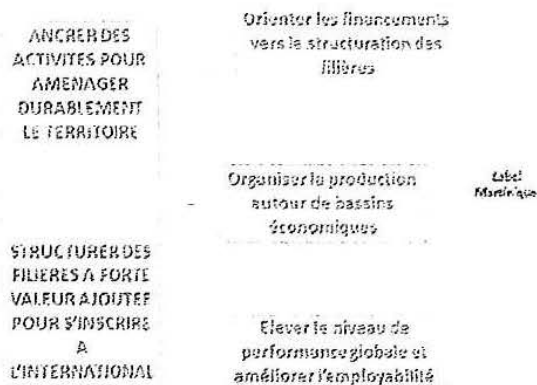 ANCRER DES
ACTIVITES POUR
AMENAGER
DURABLEMENT
LE TERRITOIRE
STRUCTURER DES
FILIERES A FORTE
VALEUR AJOUTEE
POUR S'INSCRIRE
A
L'INTERNATIONAL
Orienter les financements
vers la structuration des
filières
Organiser la production
autour de bassins
économiques
Elever le niveau de
performance globale et
améliorer l'employabilité
Label
Martinique